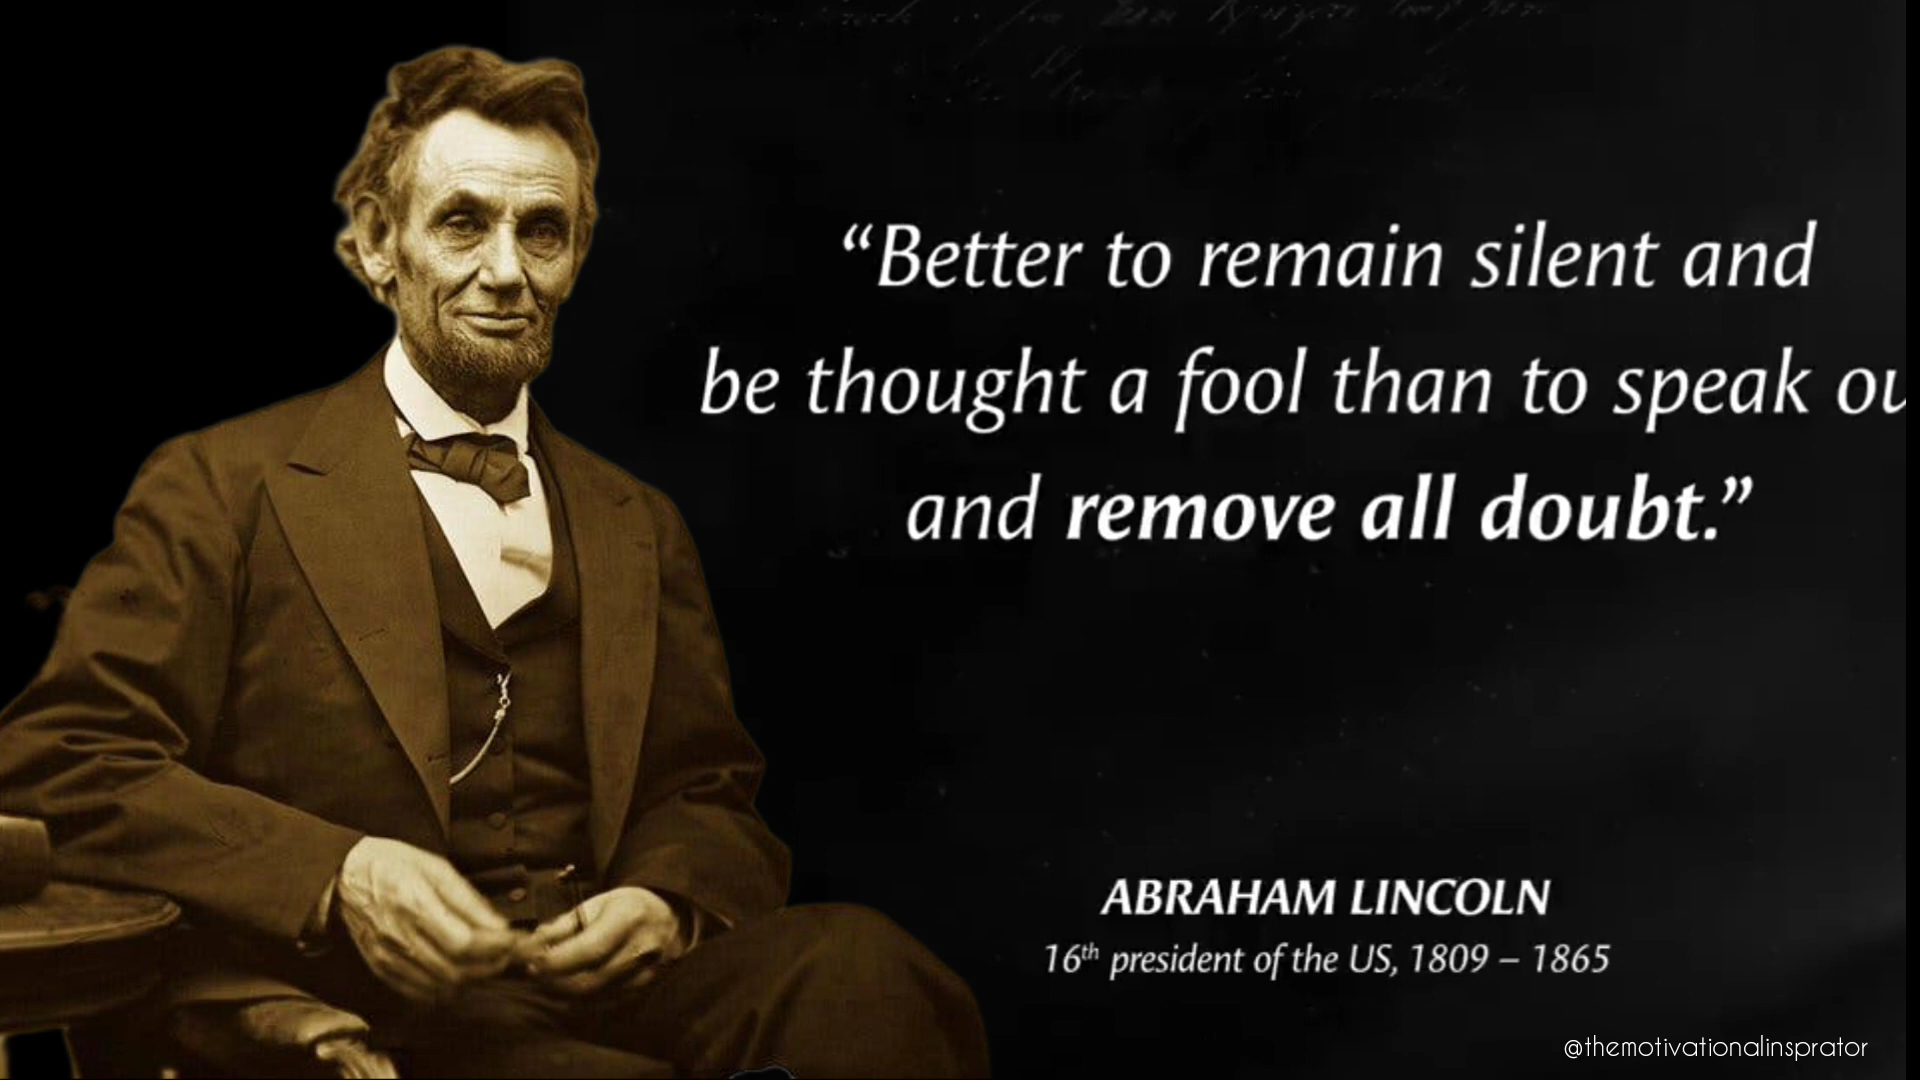 “Better to remain silent and
be thought a fool than to speak ou
and remove all doubt.”
ABRAHAM LINCOLN
16th president of the US, 1809 – 1865
@themotivationalinsprator